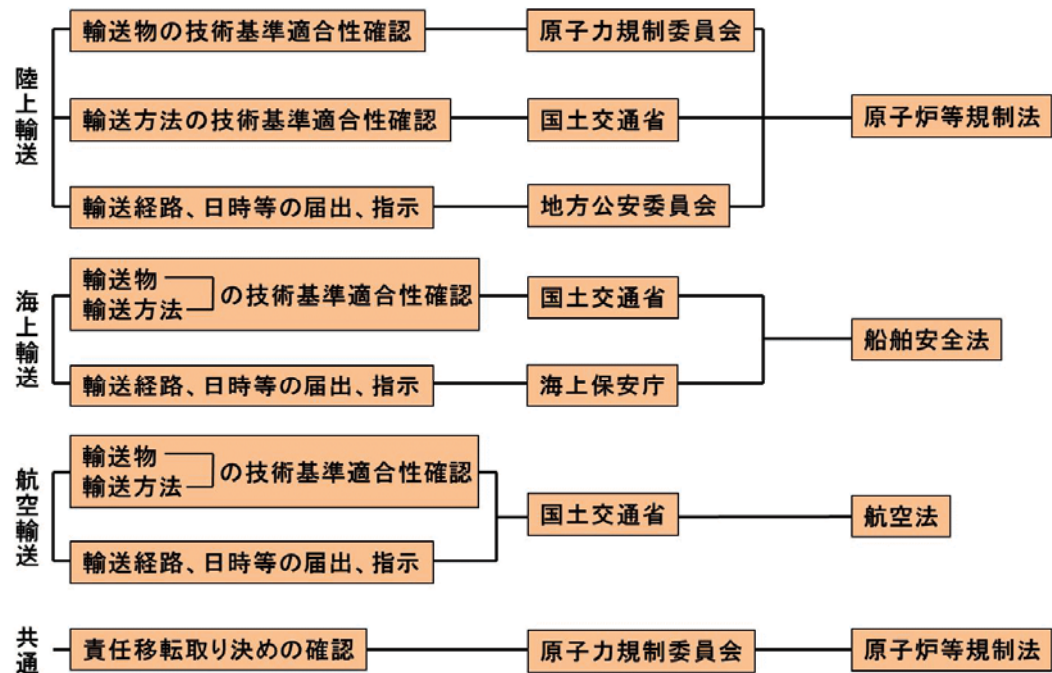 陸上輸送
輸送物の技術基準適合性確認
原子力規制委員会
輸送方法の技術基準適合性確認
国土交通省
原子炉等規制法
輸送経路、日時等の届出、指示
地方公安委員会
海上輸送
輸送物
輸送方法
の技術基準適合性確認
国土交通省
船舶安全法
輸送経路、日時等の届出、指示
海上保安庁
航空輸送
輸送物
輸送方法
の技術基準適合性確認
国土交通省
航空法
輸送経路、日時等の届出、指示
共通
責任移転取り決めの確認
原子力規制委員会
原子炉等規制法